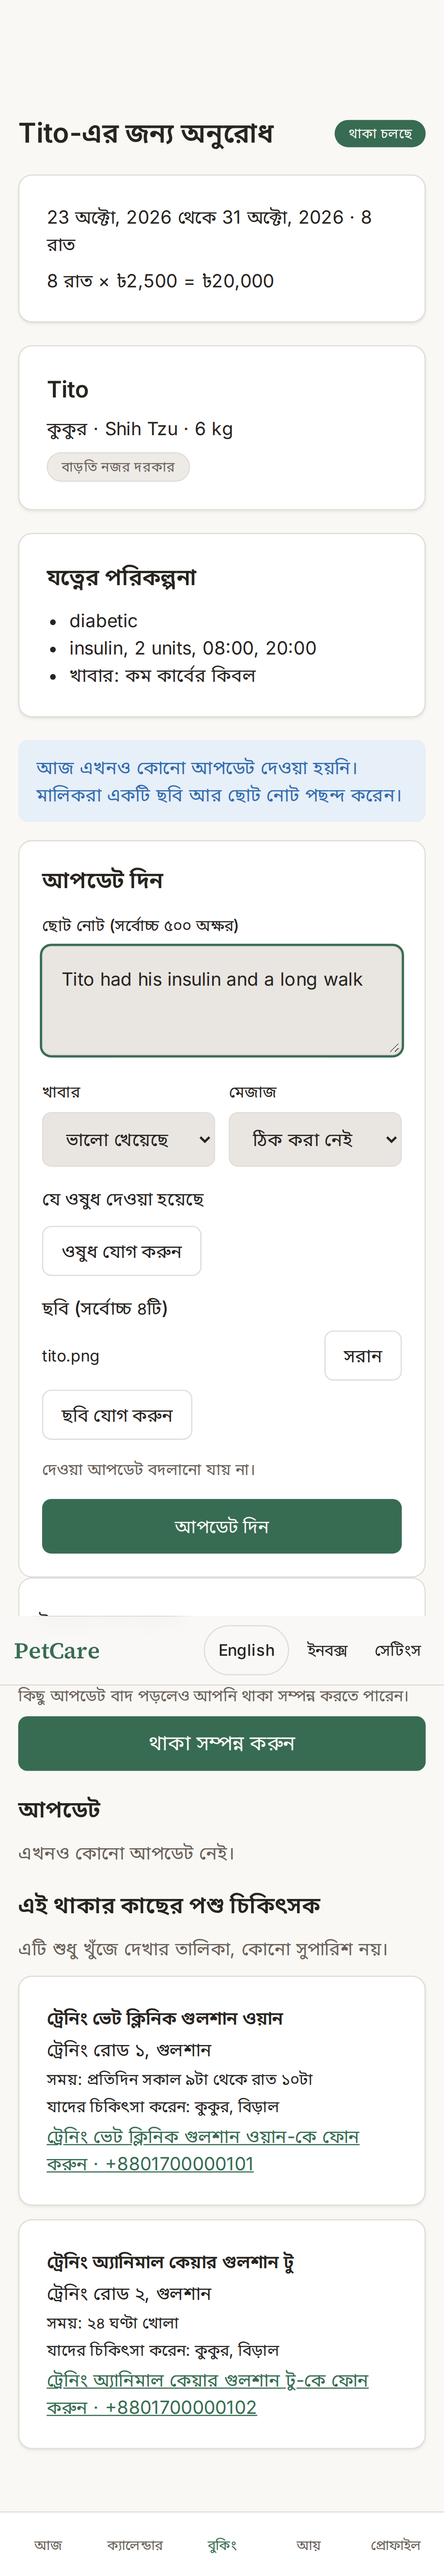 Tito-এর জন্য অনুরোধ
থাকা চলছে
23 অক্টো, 2026 থেকে 31 অক্টো, 2026 · 8
রাত
8 রাত × ৳2,500 = ৳20,000
Tito
কুকুর · Shih Tzu · 6 kg
বাড়তি নজর দরকার
যত্নের পরিকল্পনা
• diabetic
• insulin, 2 units, 08:00, 20:00
• খাবার: কম কার্বের কিবল
আজ এখনও কোনো আপডেট দেওয়া হয়নি।
মালিকরা একটি ছবি আর ছোট নোট পছন্দ করেন।
আপডেট দিন
ছোট নোট (সর্বোচ্চ ৫০০ অক্ষর)
Tito had his insulin and a long walk
খাবার
মেজাজ
ভালো খেয়েছে
ঠিক করা নেই
যে ওষুধ দেওয়া হয়েছে
ওষুধ যোগ করুন
ছবি (সর্বোচ্চ ৪টি)
tito.png
সরান
ছবি যোগ করুন
দেওয়া আপডেট বদলানো যায় না।
আপডেট দিন
PetCare
English
ইনবক্স
সেটিংস
কিছু আপডেট বাদ পড়লেও আপনি থাকা সম্পন্ন করতে পারেন।
থাকা সম্পন্ন করুন
আপডেট
এখনও কোনো আপডেট নেই।
এই থাকার কাছের পশু চিকিৎসক
এটি শুধু খুঁজে দেখার তালিকা, কোনো সুপারিশ নয়।
ট্রেনিং ভেট ক্লিনিক গুলশান ওয়ান
ট্রেনিং রোড ১, গুলশান
সময়: প্রতিদিন সকাল ৯টা থেকে রাত ১০টা
যাদের চিকিৎসা করেন: কুকুর, বিড়াল
ট্রেনিং ভেট ক্লিনিক গুলশান ওয়ান-কে ফোন
করুন · +8801700000101
ট্রেনিং অ্যানিমাল কেয়ার গুলশান টু
ট্রেনিং রোড ২, গুলশান
সময়: ২৪ ঘণ্টা খোলা
যাদের চিকিৎসা করেন: কুকুর, বিড়াল
ট্রেনিং অ্যানিমাল কেয়ার গুলশান টু-কে ফোন
করুন · +8801700000102
আজ
ক্যালেন্ডার
বুকিং
আয়
প্রোফাইল